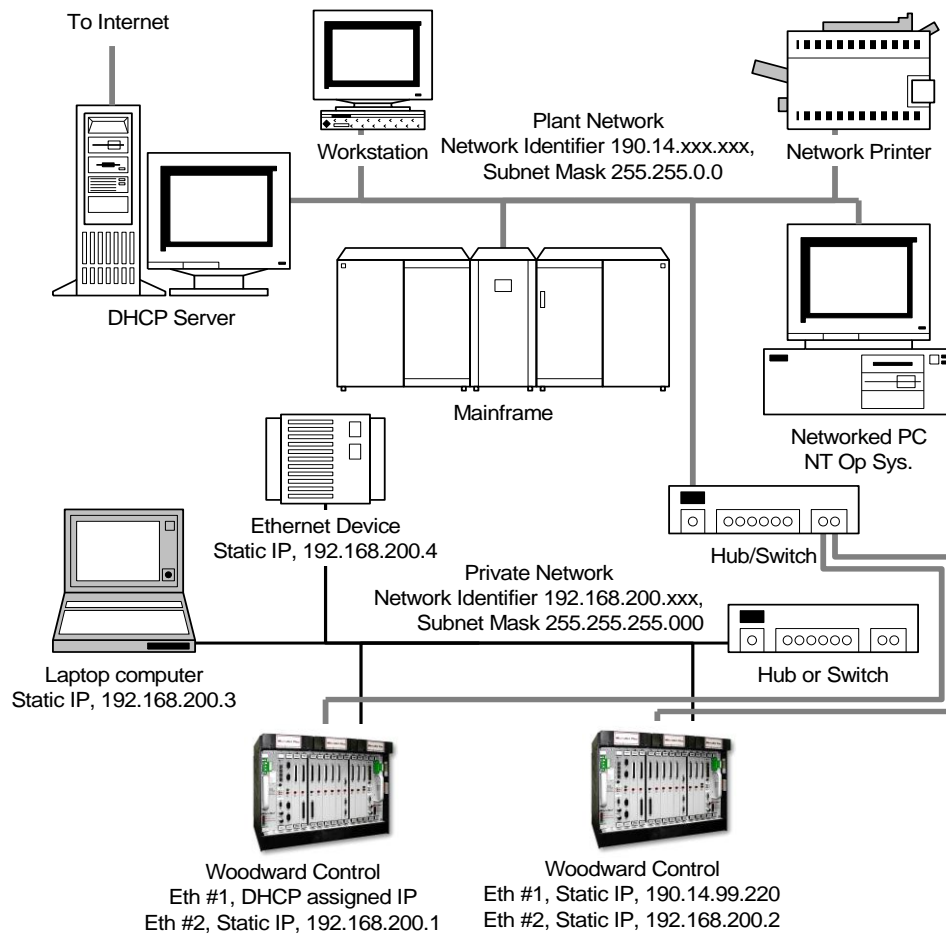 To Internet
Workstation
Plant Network
Network Identifier 190.14.xxx.xxx,
Subnet Mask 255.255.0.0
Network Printer
DHCP Server
Mainframe
Networked PC
NT Op Sys.
Ethernet Device
Static IP, 192.168.200.4
Hub/Switch
Private Network
Network Identifier 192.168.200.xxx,
Subnet Mask 255.255.255.000
Laptop computer
Static IP, 192.168.200.3
Hub or Switch
Woodward Control
Eth #1, DHCP assigned IP
Eth #2, Static IP, 192.168.200.1
Woodward Control
Eth #1, Static IP, 190.14.99.220
Eth #2, Static IP, 192.168.200.2